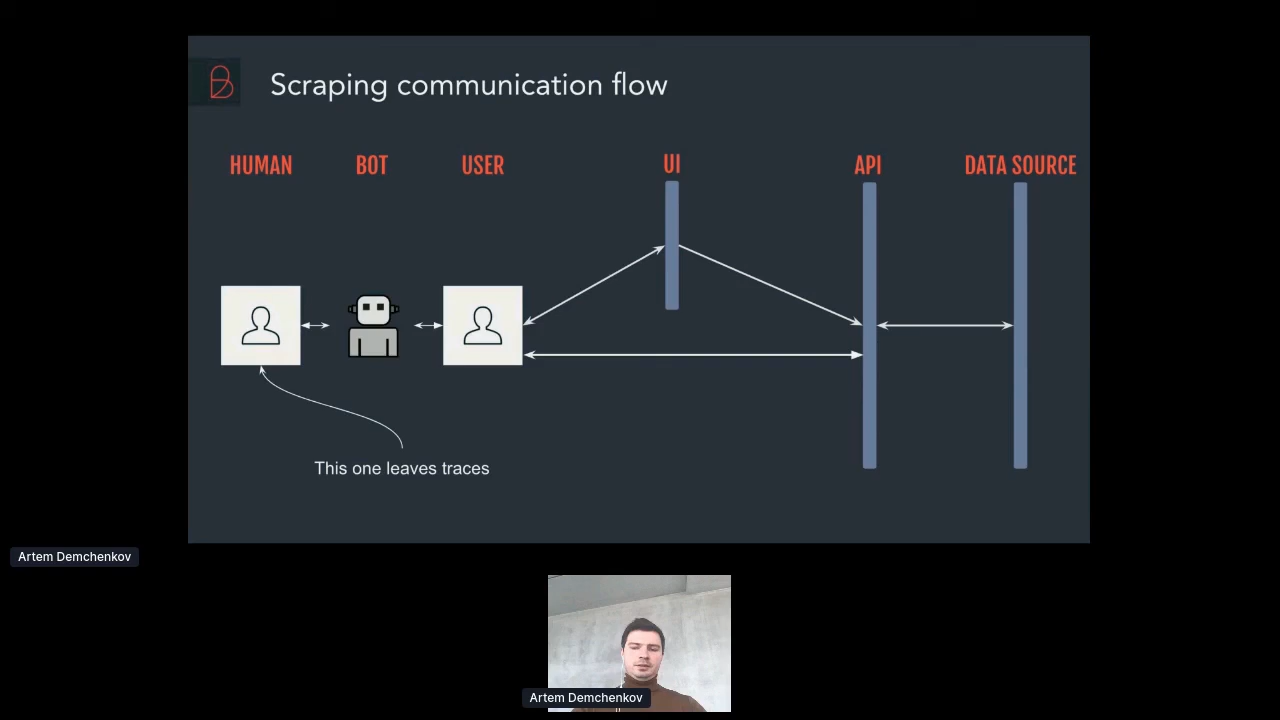 Scraping communication flow
HUMAN
BOT
USER
UI
API
DATA SOURCE
This one leaves traces
Artem Demchenkov
Artem Demchenkov